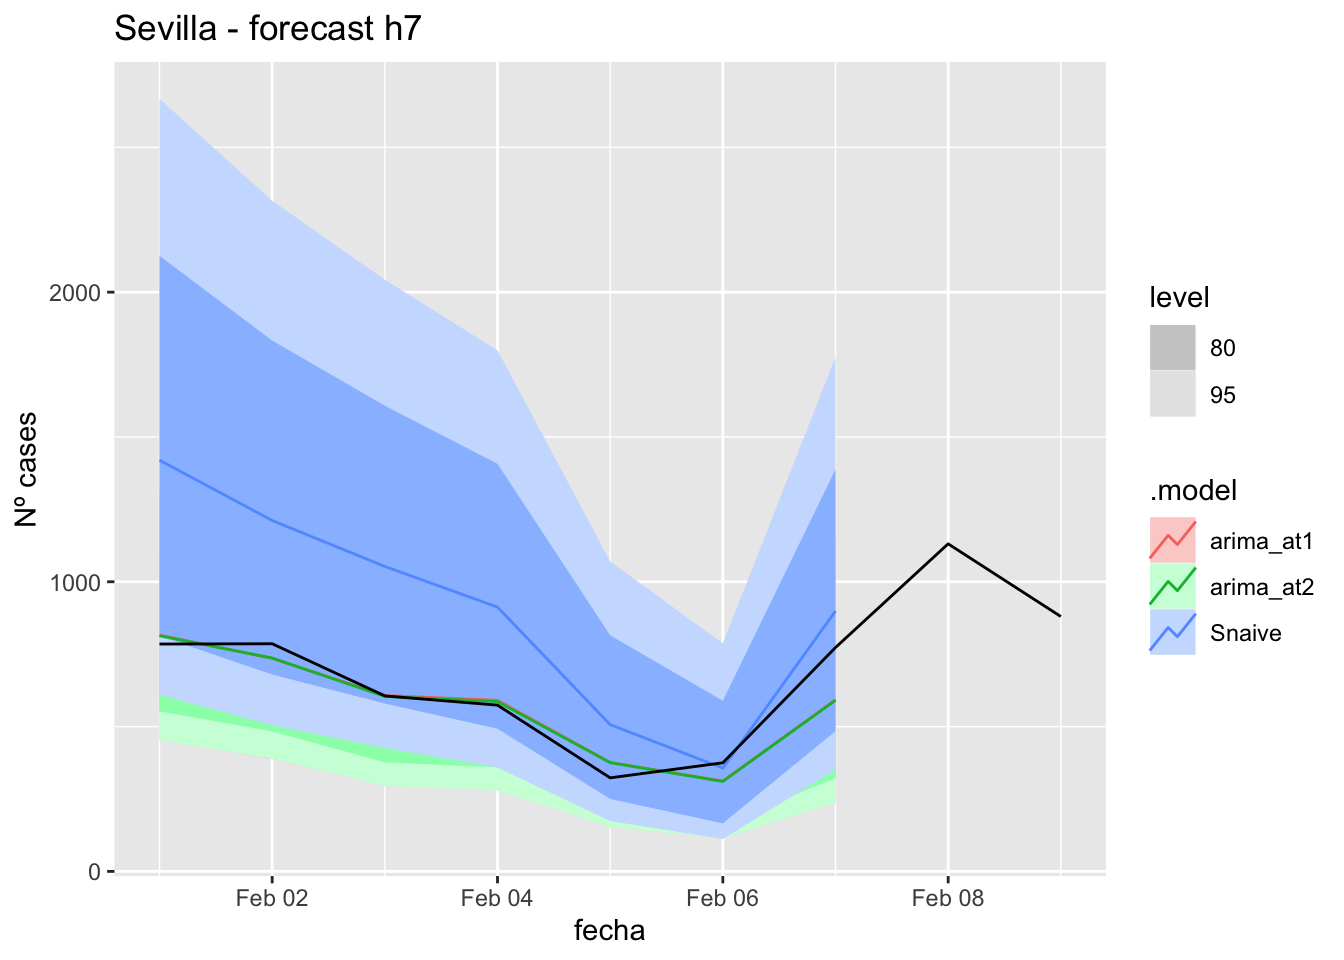 Sevilla - forecast h7
Nº cases
2000
1000
0
Feb 02
Feb 04
Feb 06
Feb 08
fecha
level
80
95
.model
arima_at1
arima_at2
Snaive